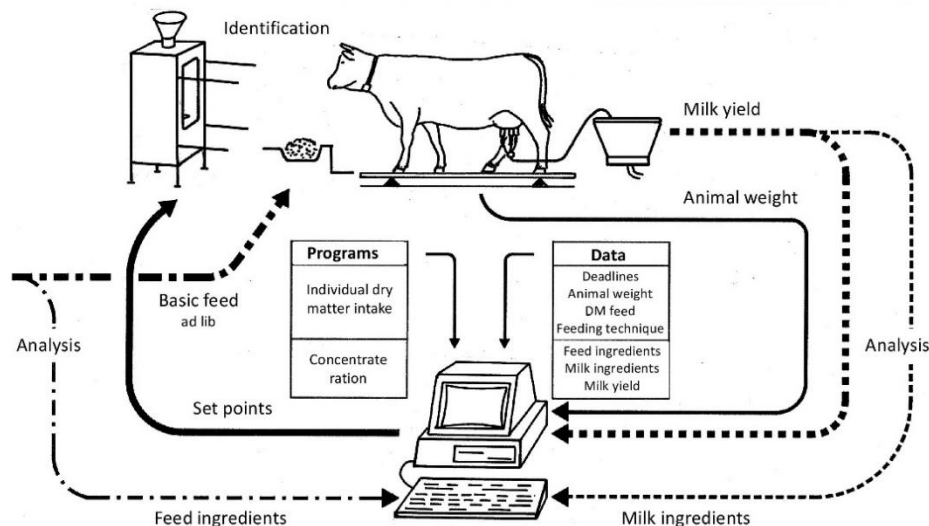 Identification
Milk yield
Animal weight
Programs
Individual dry
matter intake
Concentrate
ration
Data
Deadlines
Animal weight
DM feed
Feeding technique
Feed ingredients
Milk ingredients
Milk yield
Basic feed
ad lib
Analysis
Analysis
Set points
Feed ingredients
Milk ingredients